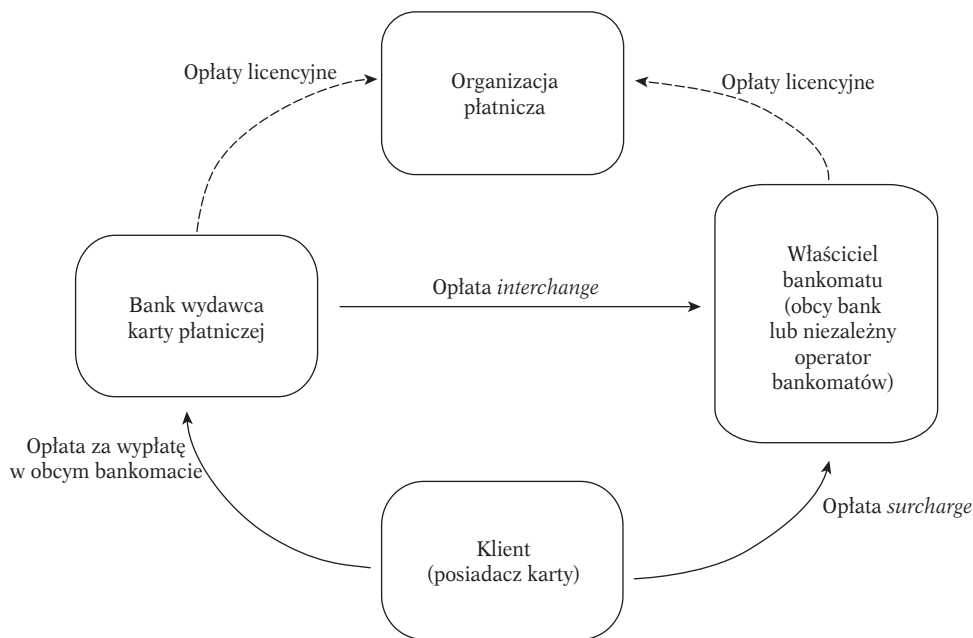 Opłaty licencyjne
Organizacja
płatnicza
Opłaty licencyjne
Bank wydawca
karty płatniczej
Opłata interchange
Właściciel
bankomatu
(obcy bank
lub niezależny
operator
bankomatów)
Opłata za wypłatę
w obcym bankomacie
Klient
(posiadacz karty)
Opłata surcharge